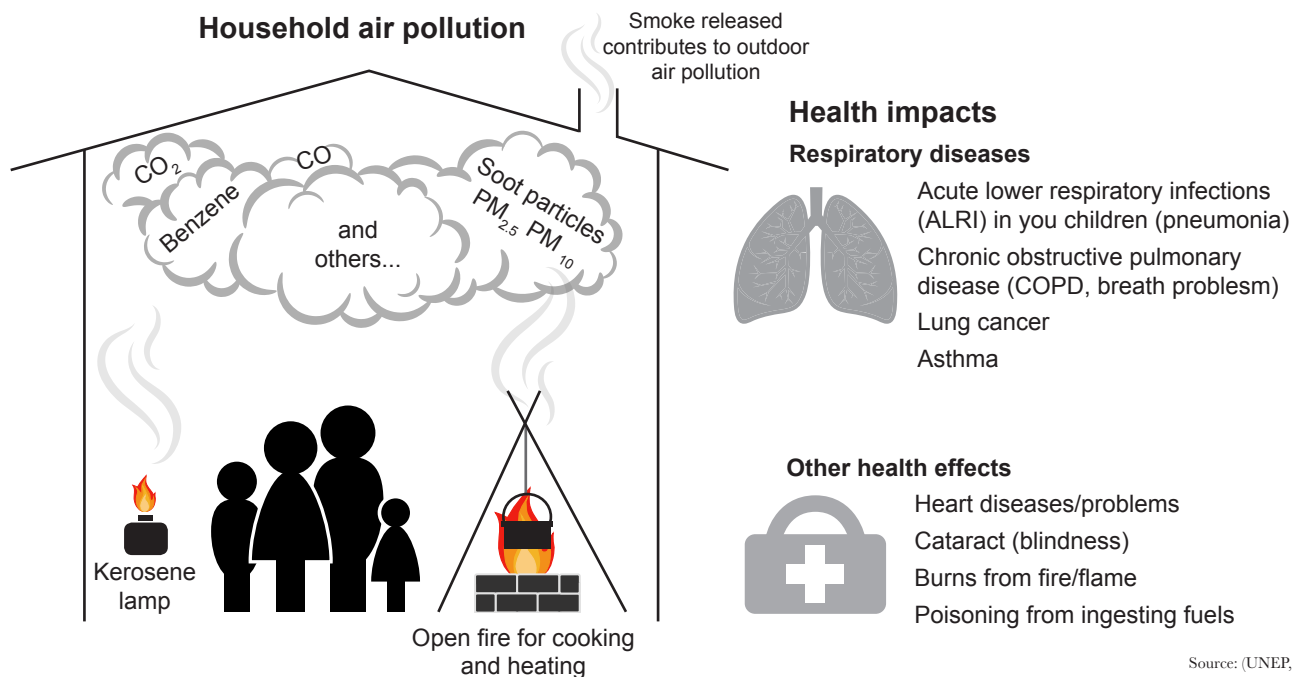 Household air pollution
Smoke released
contributes to outdoor
air pollution
CO2
Benzene
CO
and
others...
Soot particles
PM2.5 PM10
Kerosene
lamp
Open fire for cooking
and heating
Health impacts
Respiratory diseases
Acute lower respiratory infections
(ALRI) in you children (pneumonia)
Chronic obstructive pulmonary
disease (COPD, breath problesm)
Lung cancer
Asthma
Other health effects
Heart diseases/problems
Cataract (blindness)
Burns from fire/flame
Poisoning from ingesting fuels
Source: (UNEP,